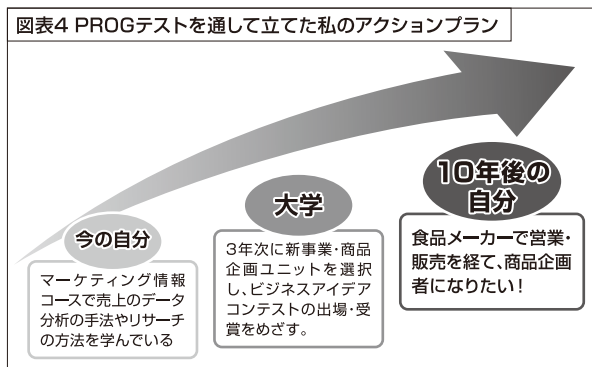 図表4 PROGテストを通して立てた私のアクションプラン
今の自分
マーケティング情報
コースで売上のデータ
分析の手法やリサーチ
の方法を学んでいる
大学
3年次に新事業・商品
企画ユニットを選択
し、ビジネスアイデア
コンテストの出場・受
賞をめざす。
10年後の
自分
食品メーカーで営業・
販売を経て、商品企画
者になりたい！